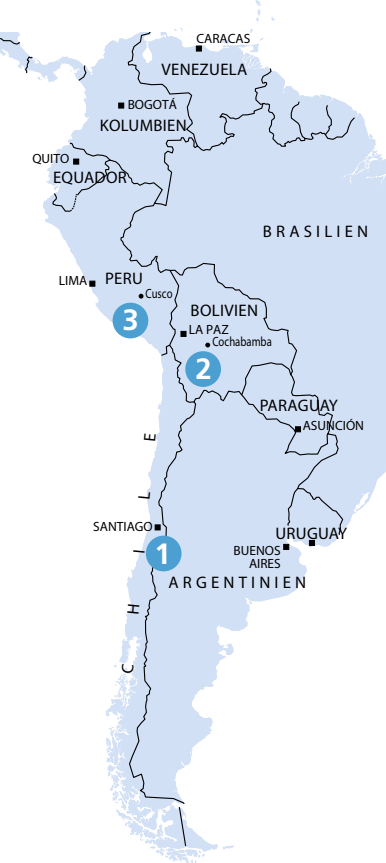 CARACAS
VENEZUELA
BOGOTÁ
KOLUMBIEN
QUITO
EQUADOR
BRASILIEN
LIMA
PERU
Cusco
3
BOLIVIEN
LA PAZ
Cochabamba
2
PARAGUAY
ASUNCIÓN
CHILE
SANTIAGO
1
URUGUAY
BUENOS
AIRES
ARGENTINIEN